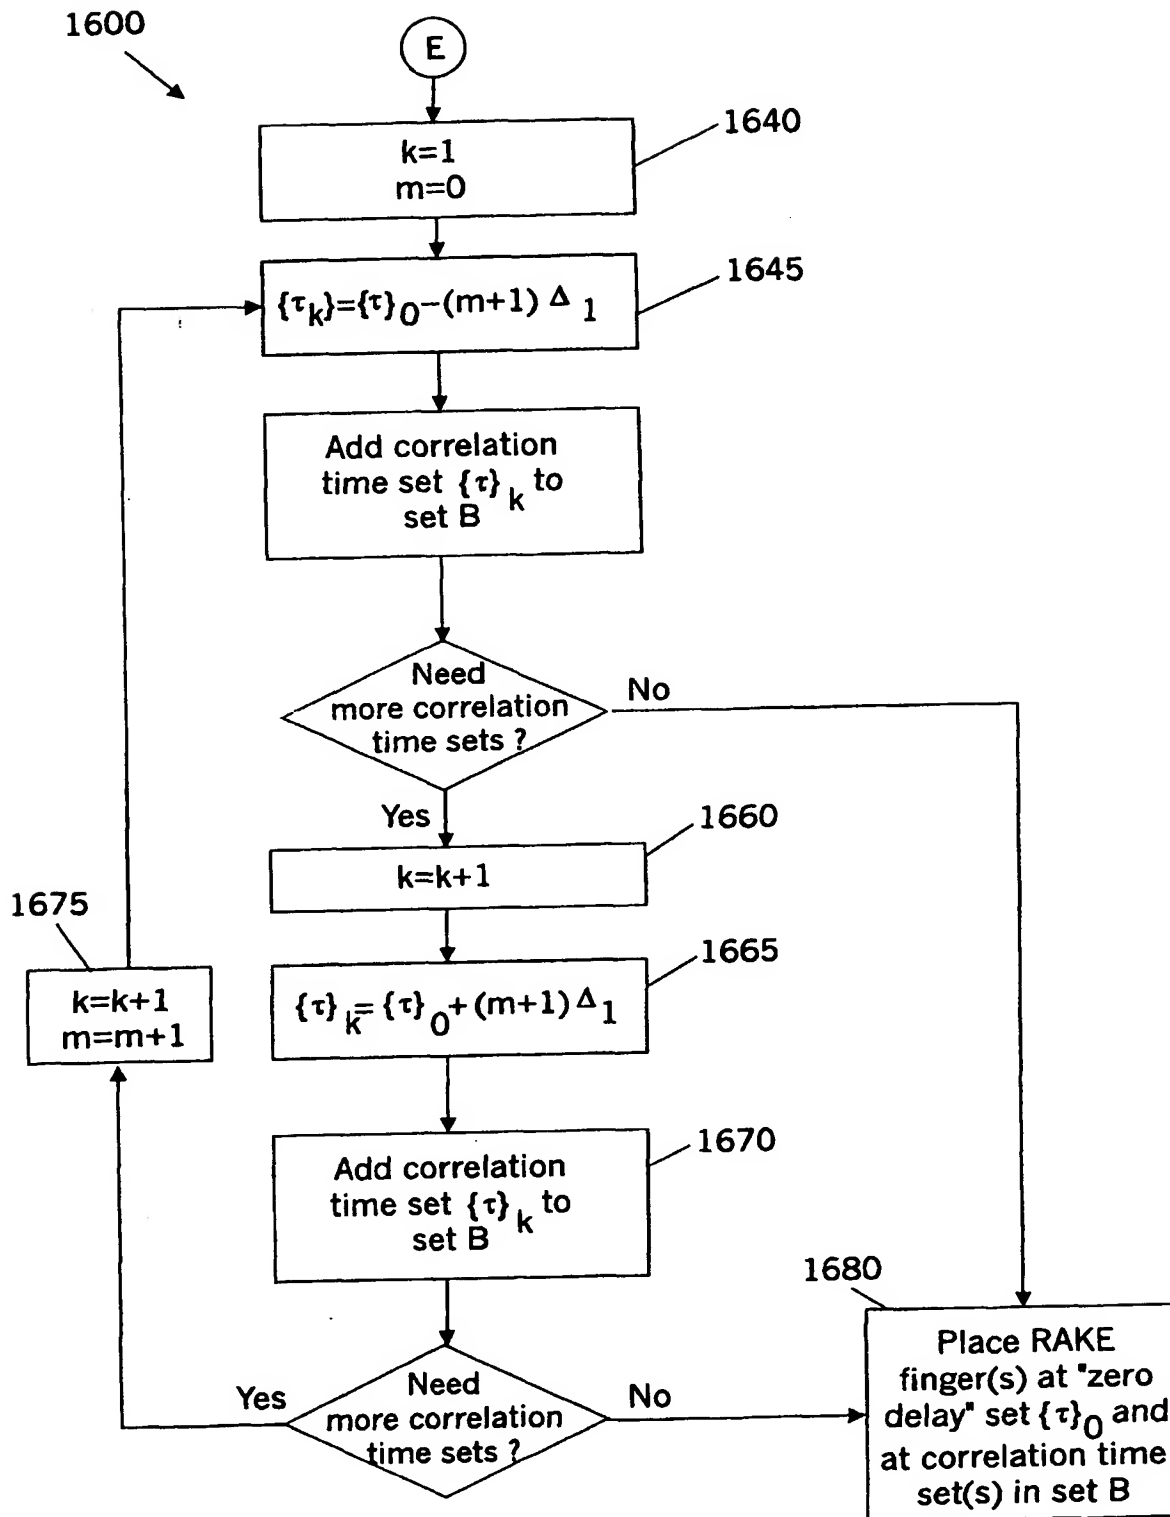 1600
E
k=1
m=0
1640
{τk}={τ}0−(m+1) Δ 1
1645
Add correlation
time set {τ}k to
set B
Need
more correlation
time sets ?
No
Yes
1660
k=k+1
1675
k=k+1
m=m+1
1665
{τ}k={τ}0+(m+1) Δ1
1670
Add correlation
time set {τ}k to
set B
Need
more correlation
time sets ?
Yes
No
1680
Place RAKE
finger(s) at "zero
delay" set {τ}0 and
at correlation time
set(s) in set B